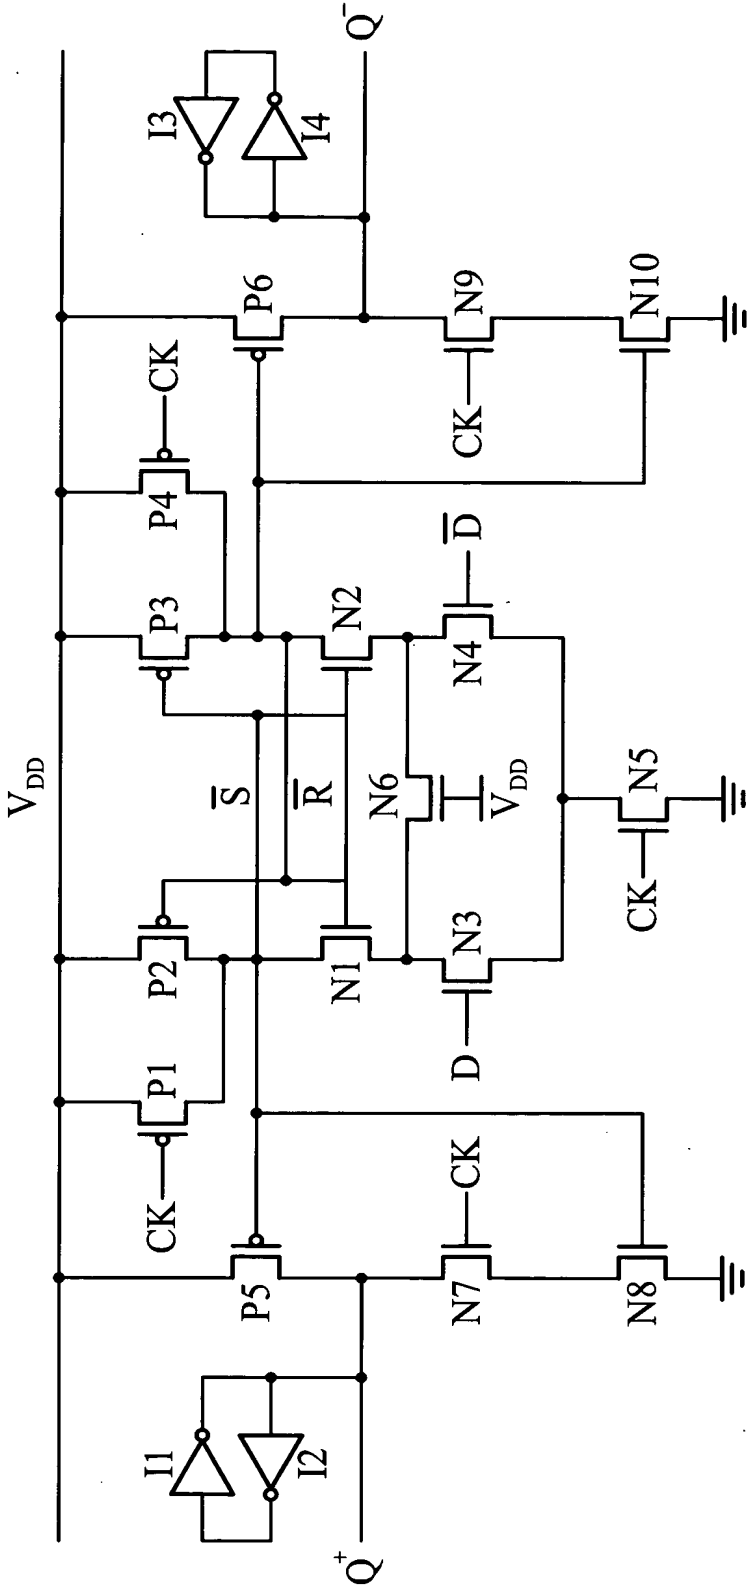 V_DD
I3
I4
Q⁻
P6
CK
P4
P3
P2
P1
CK
P5
I1
I2
Q⁺
S̅
R̅
N1
N2
N6
V_DD
N3
D
N4
D̅
N5
CK
N7
CK
N8
N9
CK
N10